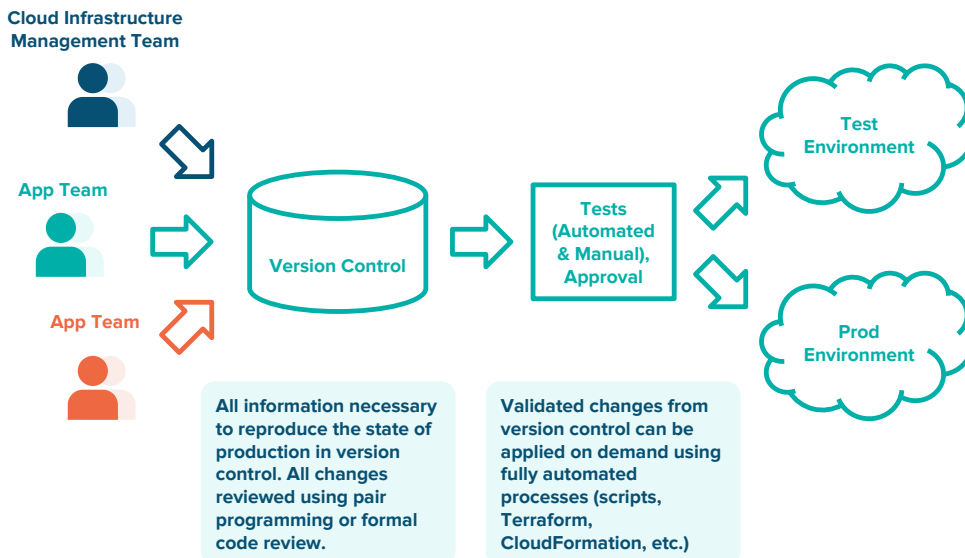 Cloud Infrastructure
Management Team
App Team
App Team
Version Control
Tests
(Automated
& Manual),
Approval
Test
Environment
Prod
Environment
All information necessary
to reproduce the state of
production in version
control. All changes
reviewed using pair
programming or formal
code review.
Validated changes from
version control can be
applied on demand using
fully automated
processes (scripts,
Terraform,
CloudFormation, etc.)